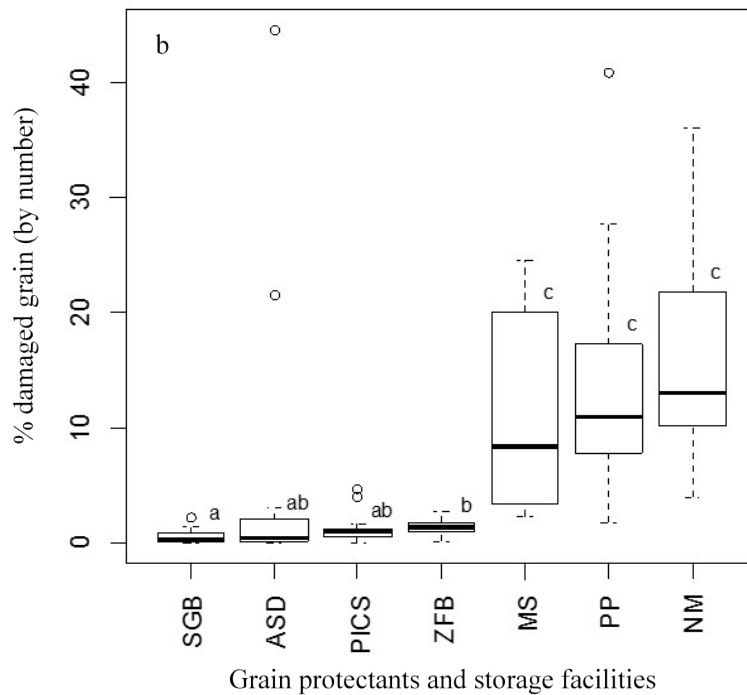 b
% damaged grain (by number)
40
30
20
10
0
a
ab
ab
b
c
c
c
SGB
ASD
PICS
ZFB
MS
PP
NM
Grain protectants and storage facilities